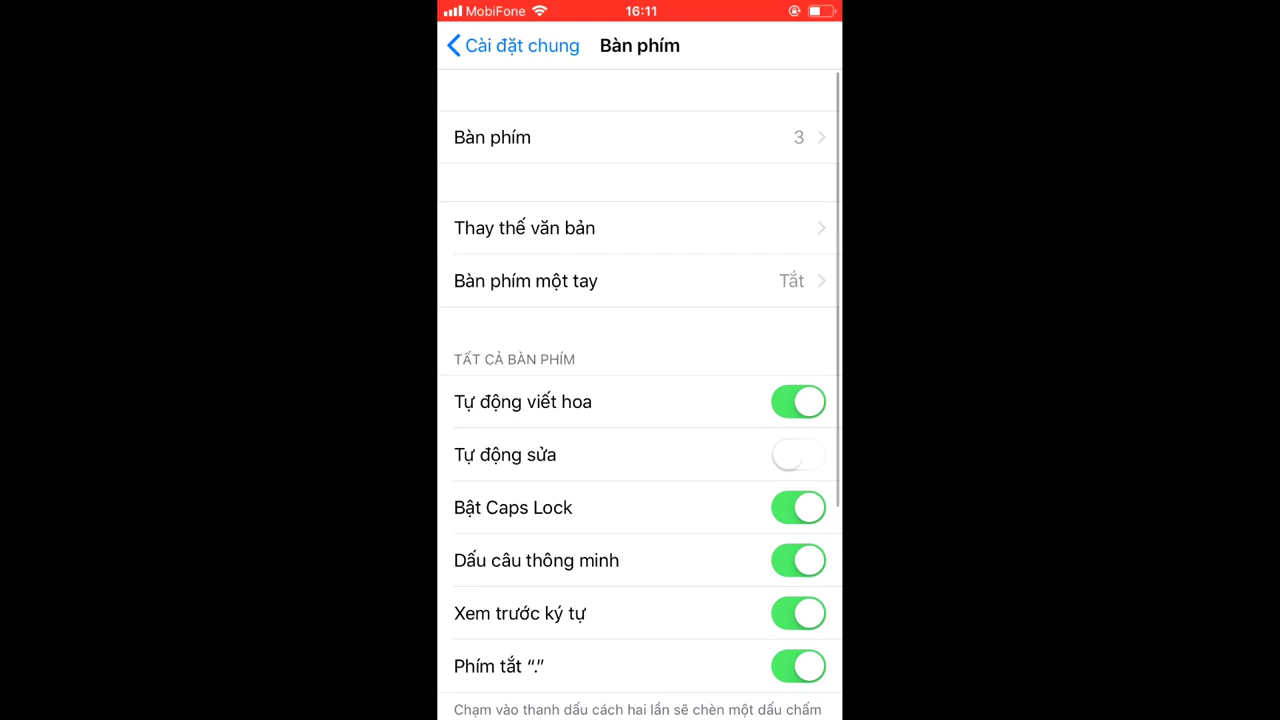 MobiFone 16:11
Cài đặt chung Bàn phím
Bàn phím 3
Thay thế văn bản
Bàn phím một tay Tắt
TẤT CẢ BÀN PHÍM
Tự động viết hoa
Tự động sửa
Bật Caps Lock
Dấu câu thông minh
Xem trước ký tự
Phím tắt “.”
Chạm vào thanh dấu cách hai lần sẽ chèn một dấu chấm